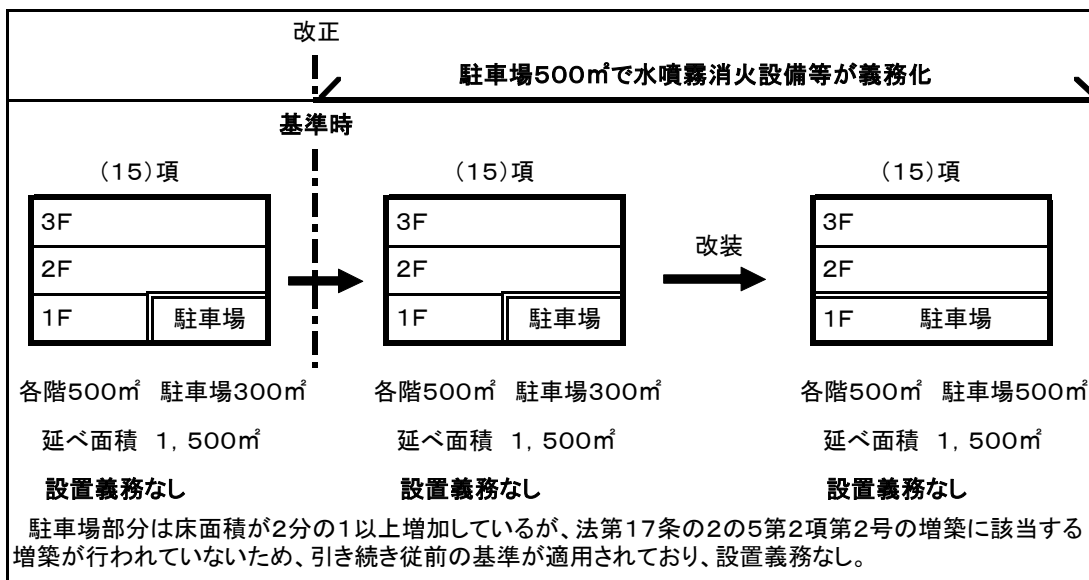 改正
駐車場500㎡で水噴霧消火設備等が義務化
基準時
(15)項
(15)項
(15)項
3F
2F
1F 駐車場
3F
2F
1F 駐車場
改装
3F
2F
1F 駐車場
各階500㎡ 駐車場300㎡
延べ面積 1,500㎡
設置義務なし
各階500㎡ 駐車場300㎡
延べ面積 1,500㎡
設置義務なし
各階500㎡ 駐車場500㎡
延べ面積 1,500㎡
設置義務なし
駐車場部分は床面積が2分の1以上増加しているが、法第17条の2の5第2項第2号の増築に該当する
増築が行われていないため、引き続き従前の基準が適用されており、設置義務なし。